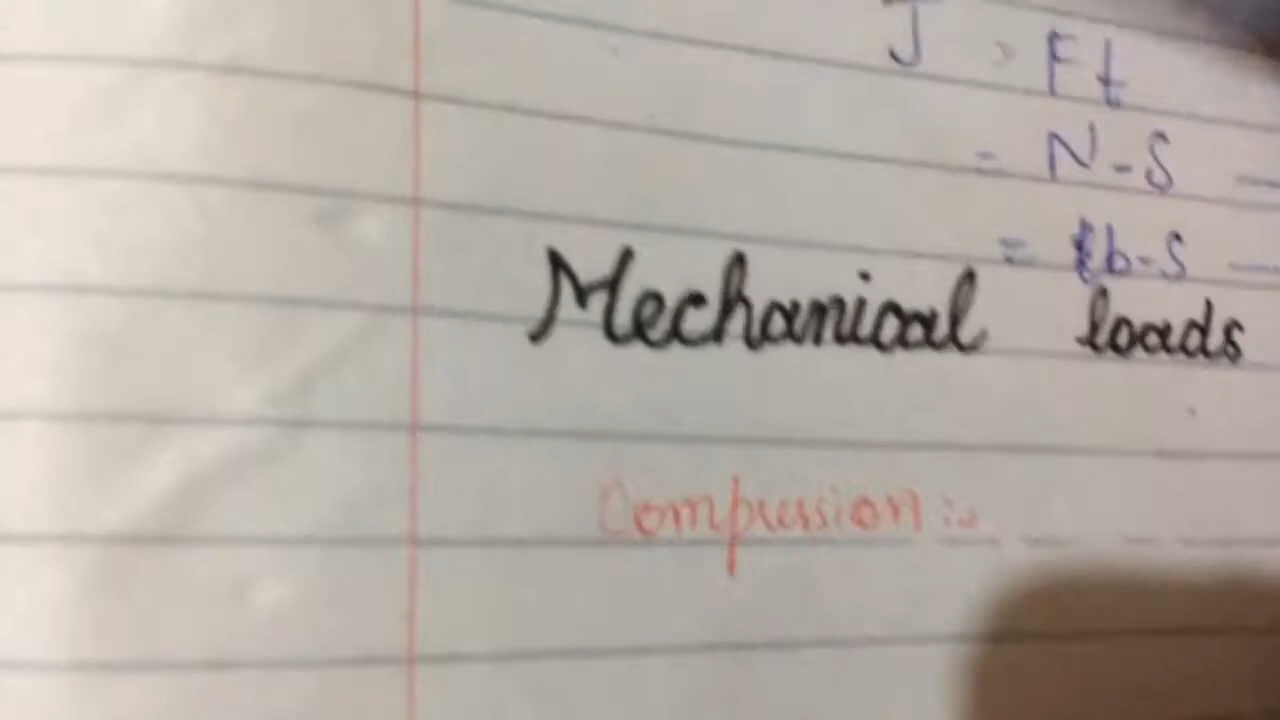 J = Ft
= N-S —
= lb-S —
Mechanical loads
Compression :-